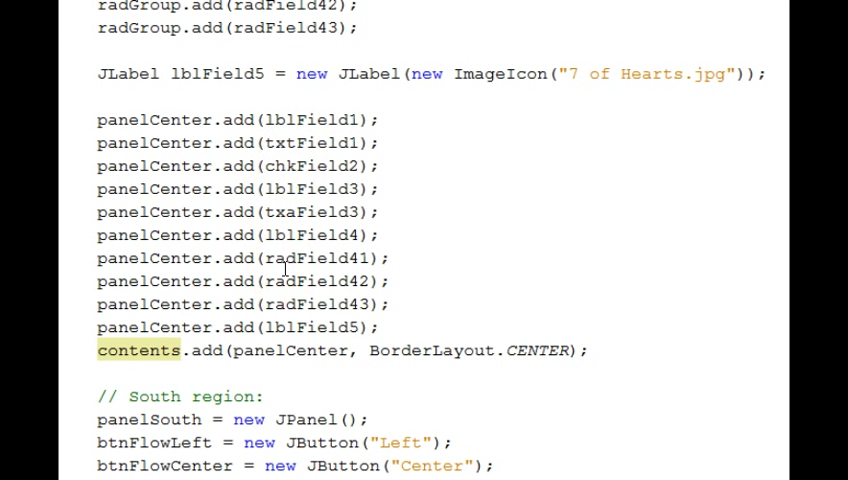 radGroup.add(radField42);
radGroup.add(radField43);
JLabel lblField5 = new JLabel(new ImageIcon("7 of Hearts.jpg"));
panelCenter.add(lblField1);
panelCenter.add(txtField1);
panelCenter.add(chkField2);
panelCenter.add(lblField3);
panelCenter.add(txaField3);
panelCenter.add(lblField4);
panelCenter.add(radField41);
panelCenter.add(radField42);
panelCenter.add(radField43);
panelCenter.add(lblField5);
contents.add(panelCenter, BorderLayout.CENTER);
// South region:
panelSouth = new JPanel();
btnFlowLeft = new JButton("Left");
btnFlowCenter = new JButton("Center");